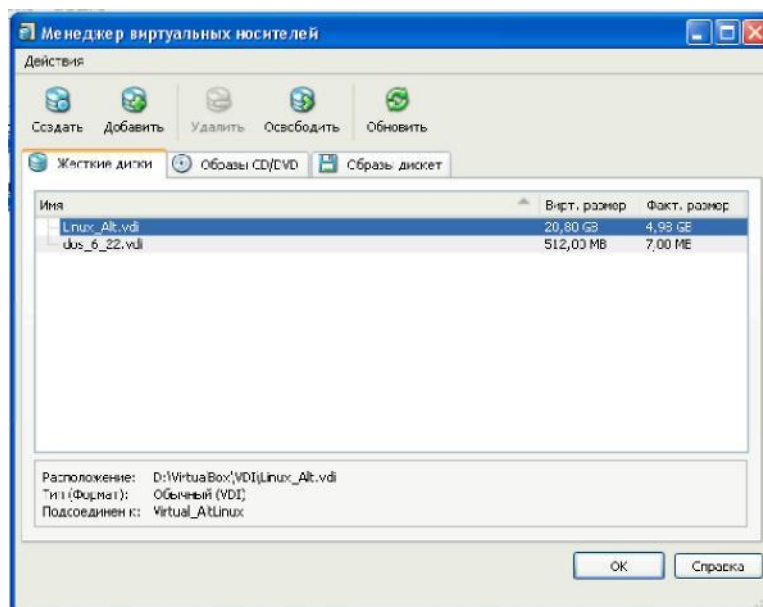 Менеджер виртуальных носителей
Действия
Создать Добавить Удалить Освободить Обновить
Жесткие диски Образы CD/DVD Образы дискет
Имя Вирт. размер Факт. размер
Linux_Alt.vdi 20,80 GB 4,98 GB
dos_6_22.vdi 512,00 MB 7,00 MB
Расположение: D:\VirtualBox\VDI\Linux_Alt.vdi
Тип (Формат): Обычный (VDI)
Подсоединен к: Virtual_AltLinux
OK Справка